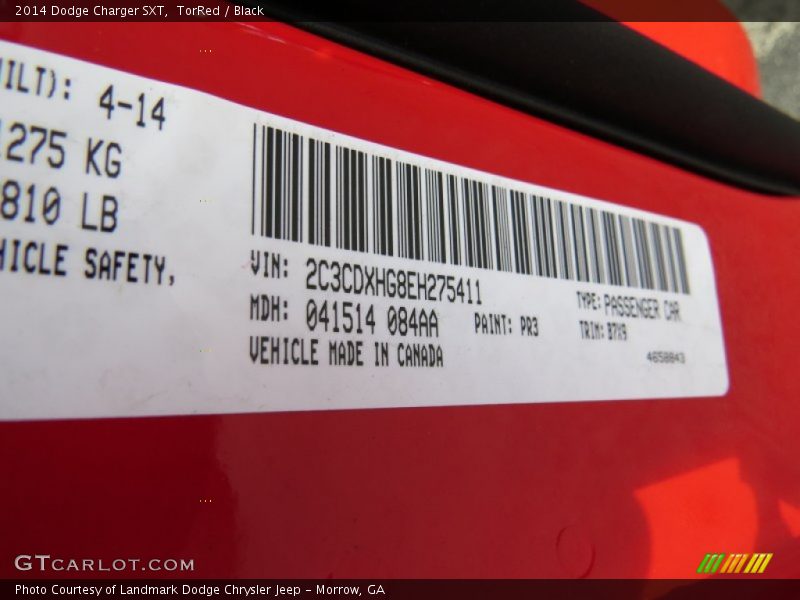 2014 Dodge Charger SXT,  TorRed / Black
UILT): 4-14
1275 KG
810 LB
HICLE SAFETY,
VIN: 2C3CDXHG8EH275411
TYPE: PASSENGER CAR
MDH: 041514 084AA
PAINT: PR3
TRIM: B7X9
VEHICLE MADE IN CANADA
4658843
GTCARLOT.COM
Photo Courtesy of Landmark Dodge Chrysler Jeep - Morrow, GA